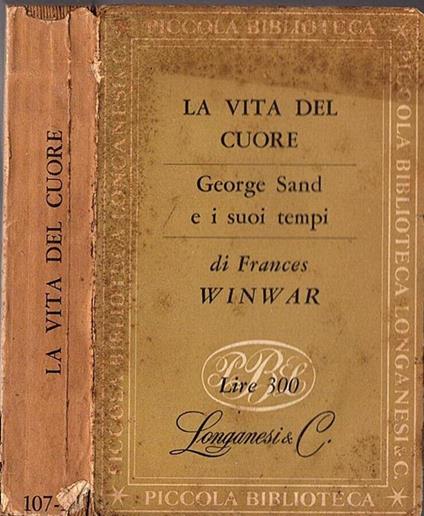 LA VITA DEL CUORE
107-
PICCOLA BIBLIOTECA
LA VITA DEL
CUORE
George Sand
e i suoi tempi
di Frances
WINWAR
PBL
Lire 300
Longanesi & C.
PICCOLA BIBLIOTECA
PICCOLA BIBLIOTECA LONGANESI & C.
PICCOLA BIBLIOTECA LONGANESI & C.